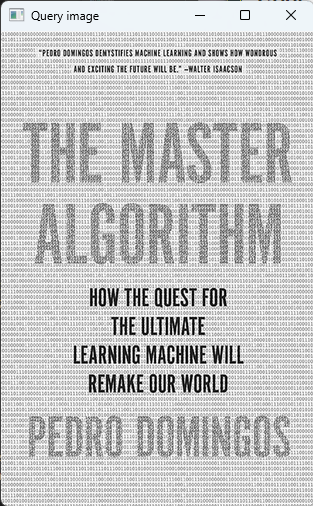 Query image
"PEDRO DOMINGOS DEMYSTIFIES MACHINE LEARNING AND SHOWS HOW WONDROUS
AND EXCITING THE FUTURE WILL BE." —WALTER ISAACSON
THE MASTER
ALGORITHM
HOW THE QUEST FOR
THE ULTIMATE
LEARNING MACHINE WILL
REMAKE OUR WORLD
PEDRO DOMINGOS